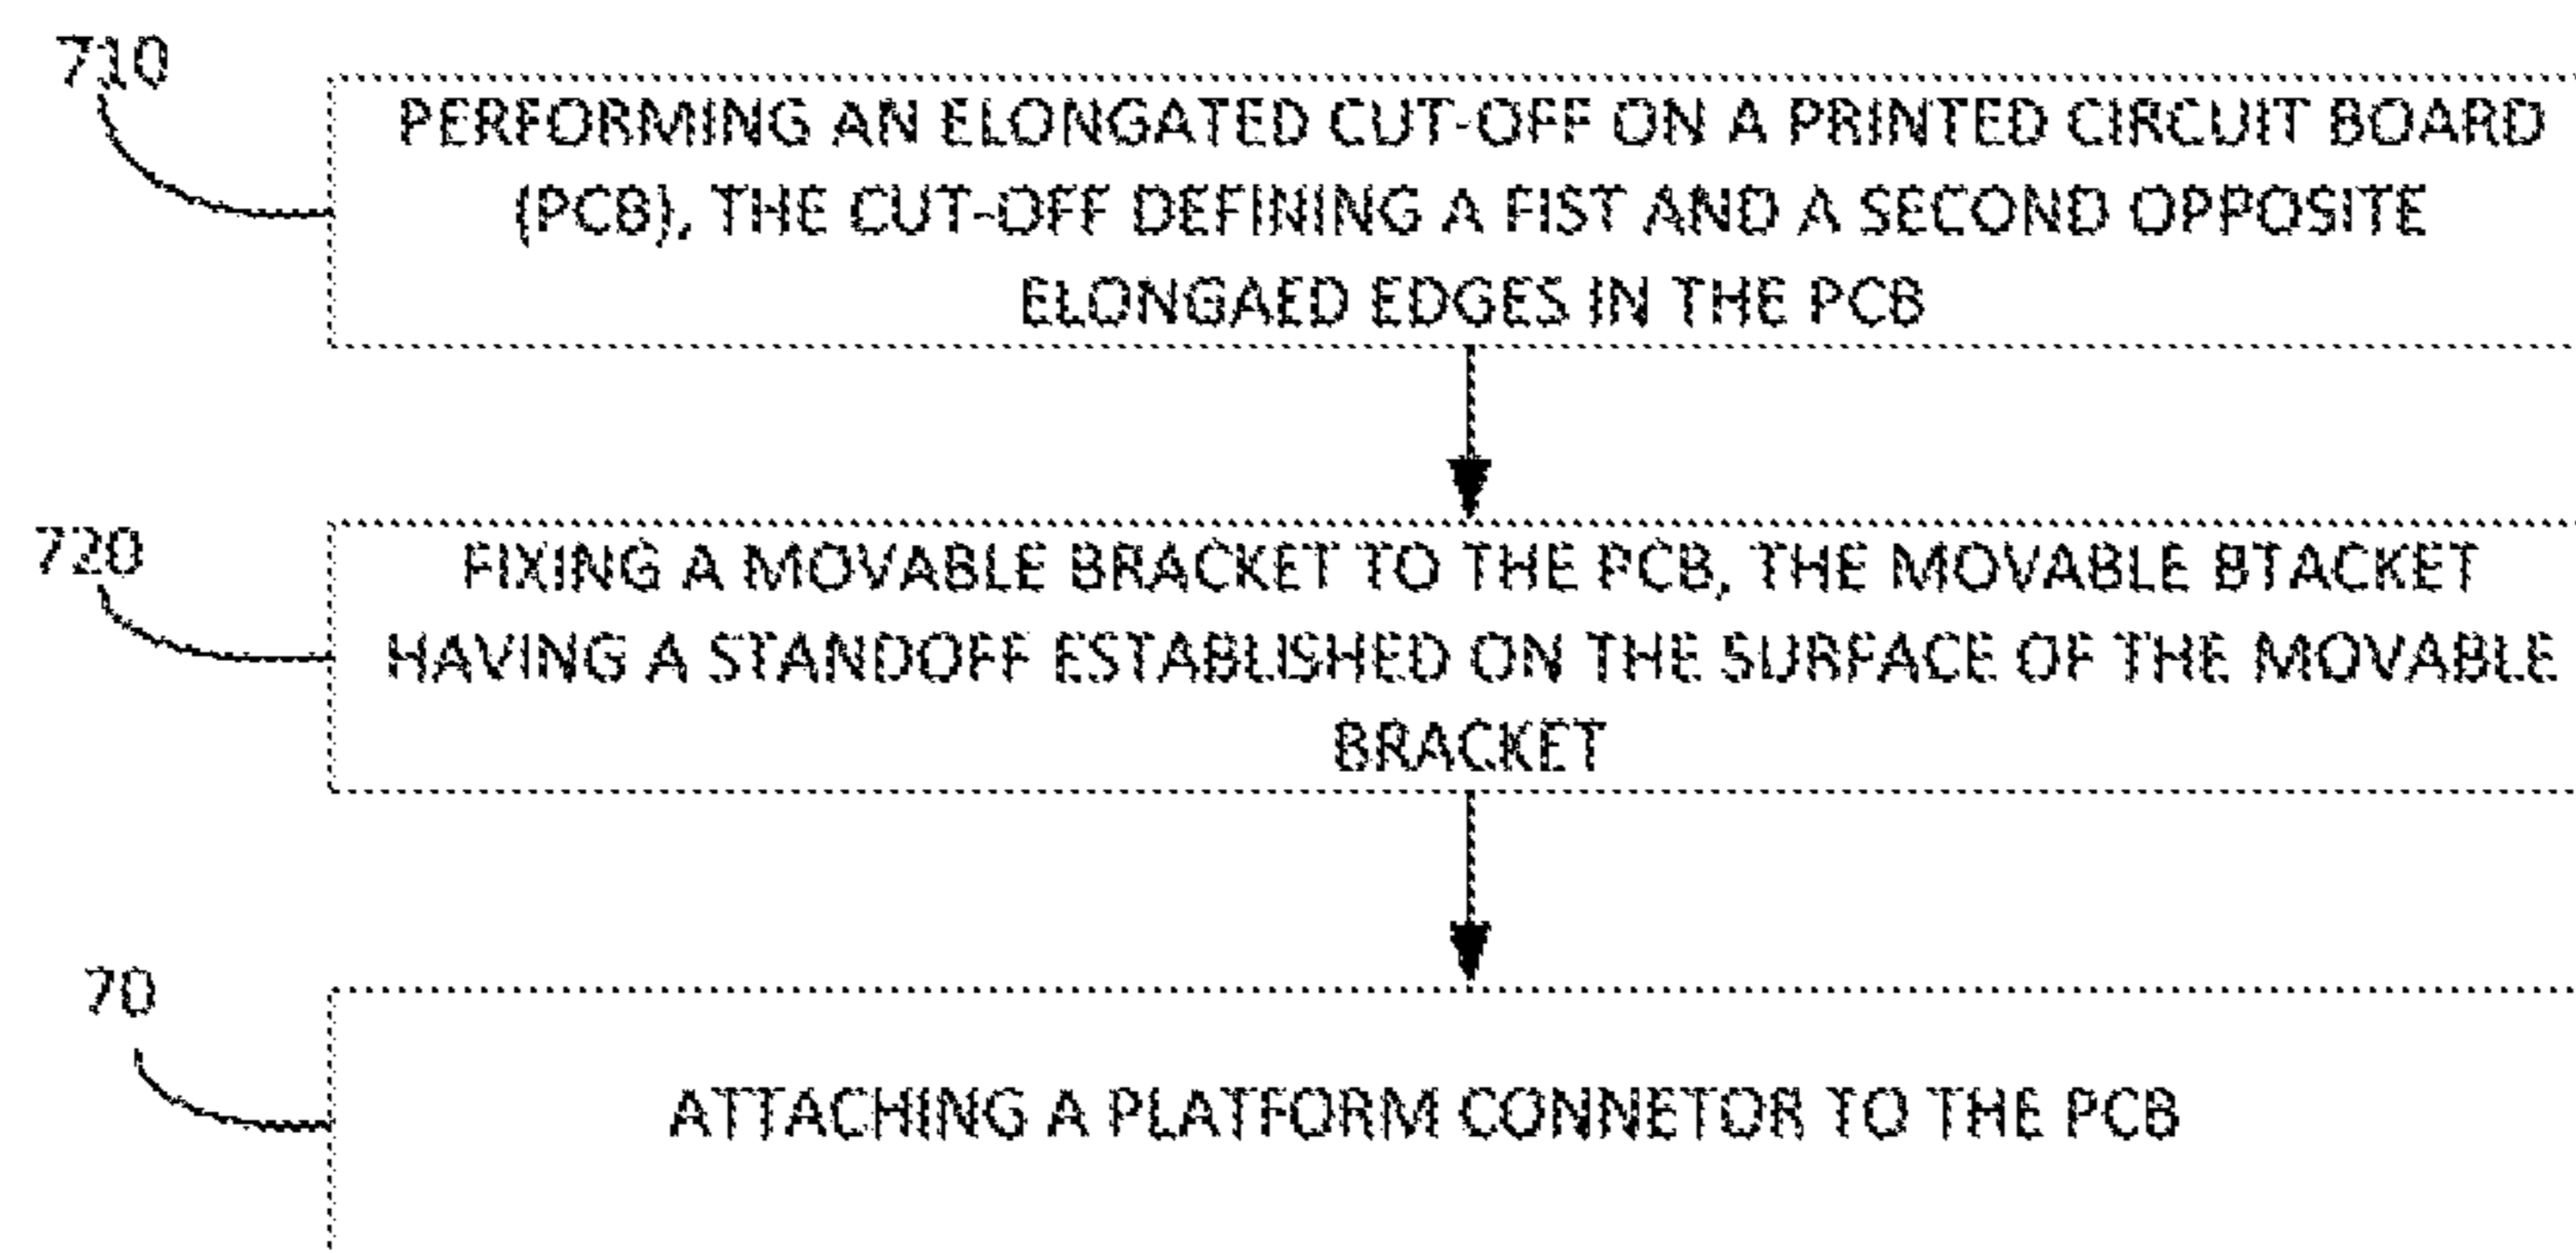 710
PERFORMING AN ELONGATED CUT-OFF ON A PRINTED CIRCUIT BOARD
(PCB), THE CUT-OFF DEFINING A FIST AND A SECOND OPPOSITE
ELONGAED EDGES IN THE PCB
720
FIXING A MOVABLE BRACKET TO THE PCB, THE MOVABLE BTACKET
HAVING A STANDOFF ESTABLISHED ON THE SURFACE OF THE MOVABLE
BRACKET
70
ATTACHING A PLATFORM CONNETOR TO THE PCB